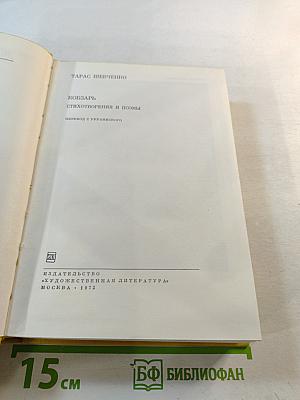 ТАРАС ШЕВЧЕНКО
КОБЗАРЬ
СТИХОТВОРЕНИЯ И ПОЭМЫ
ПЕРЕВОД С УКРАИНСКОГО
ИЗДАТЕЛЬСТВО
«ХУДОЖЕСТВЕННАЯ ЛИТЕРАТУРА»
МОСКВА • 1972
15 см
БФ БИБЛИОФАН